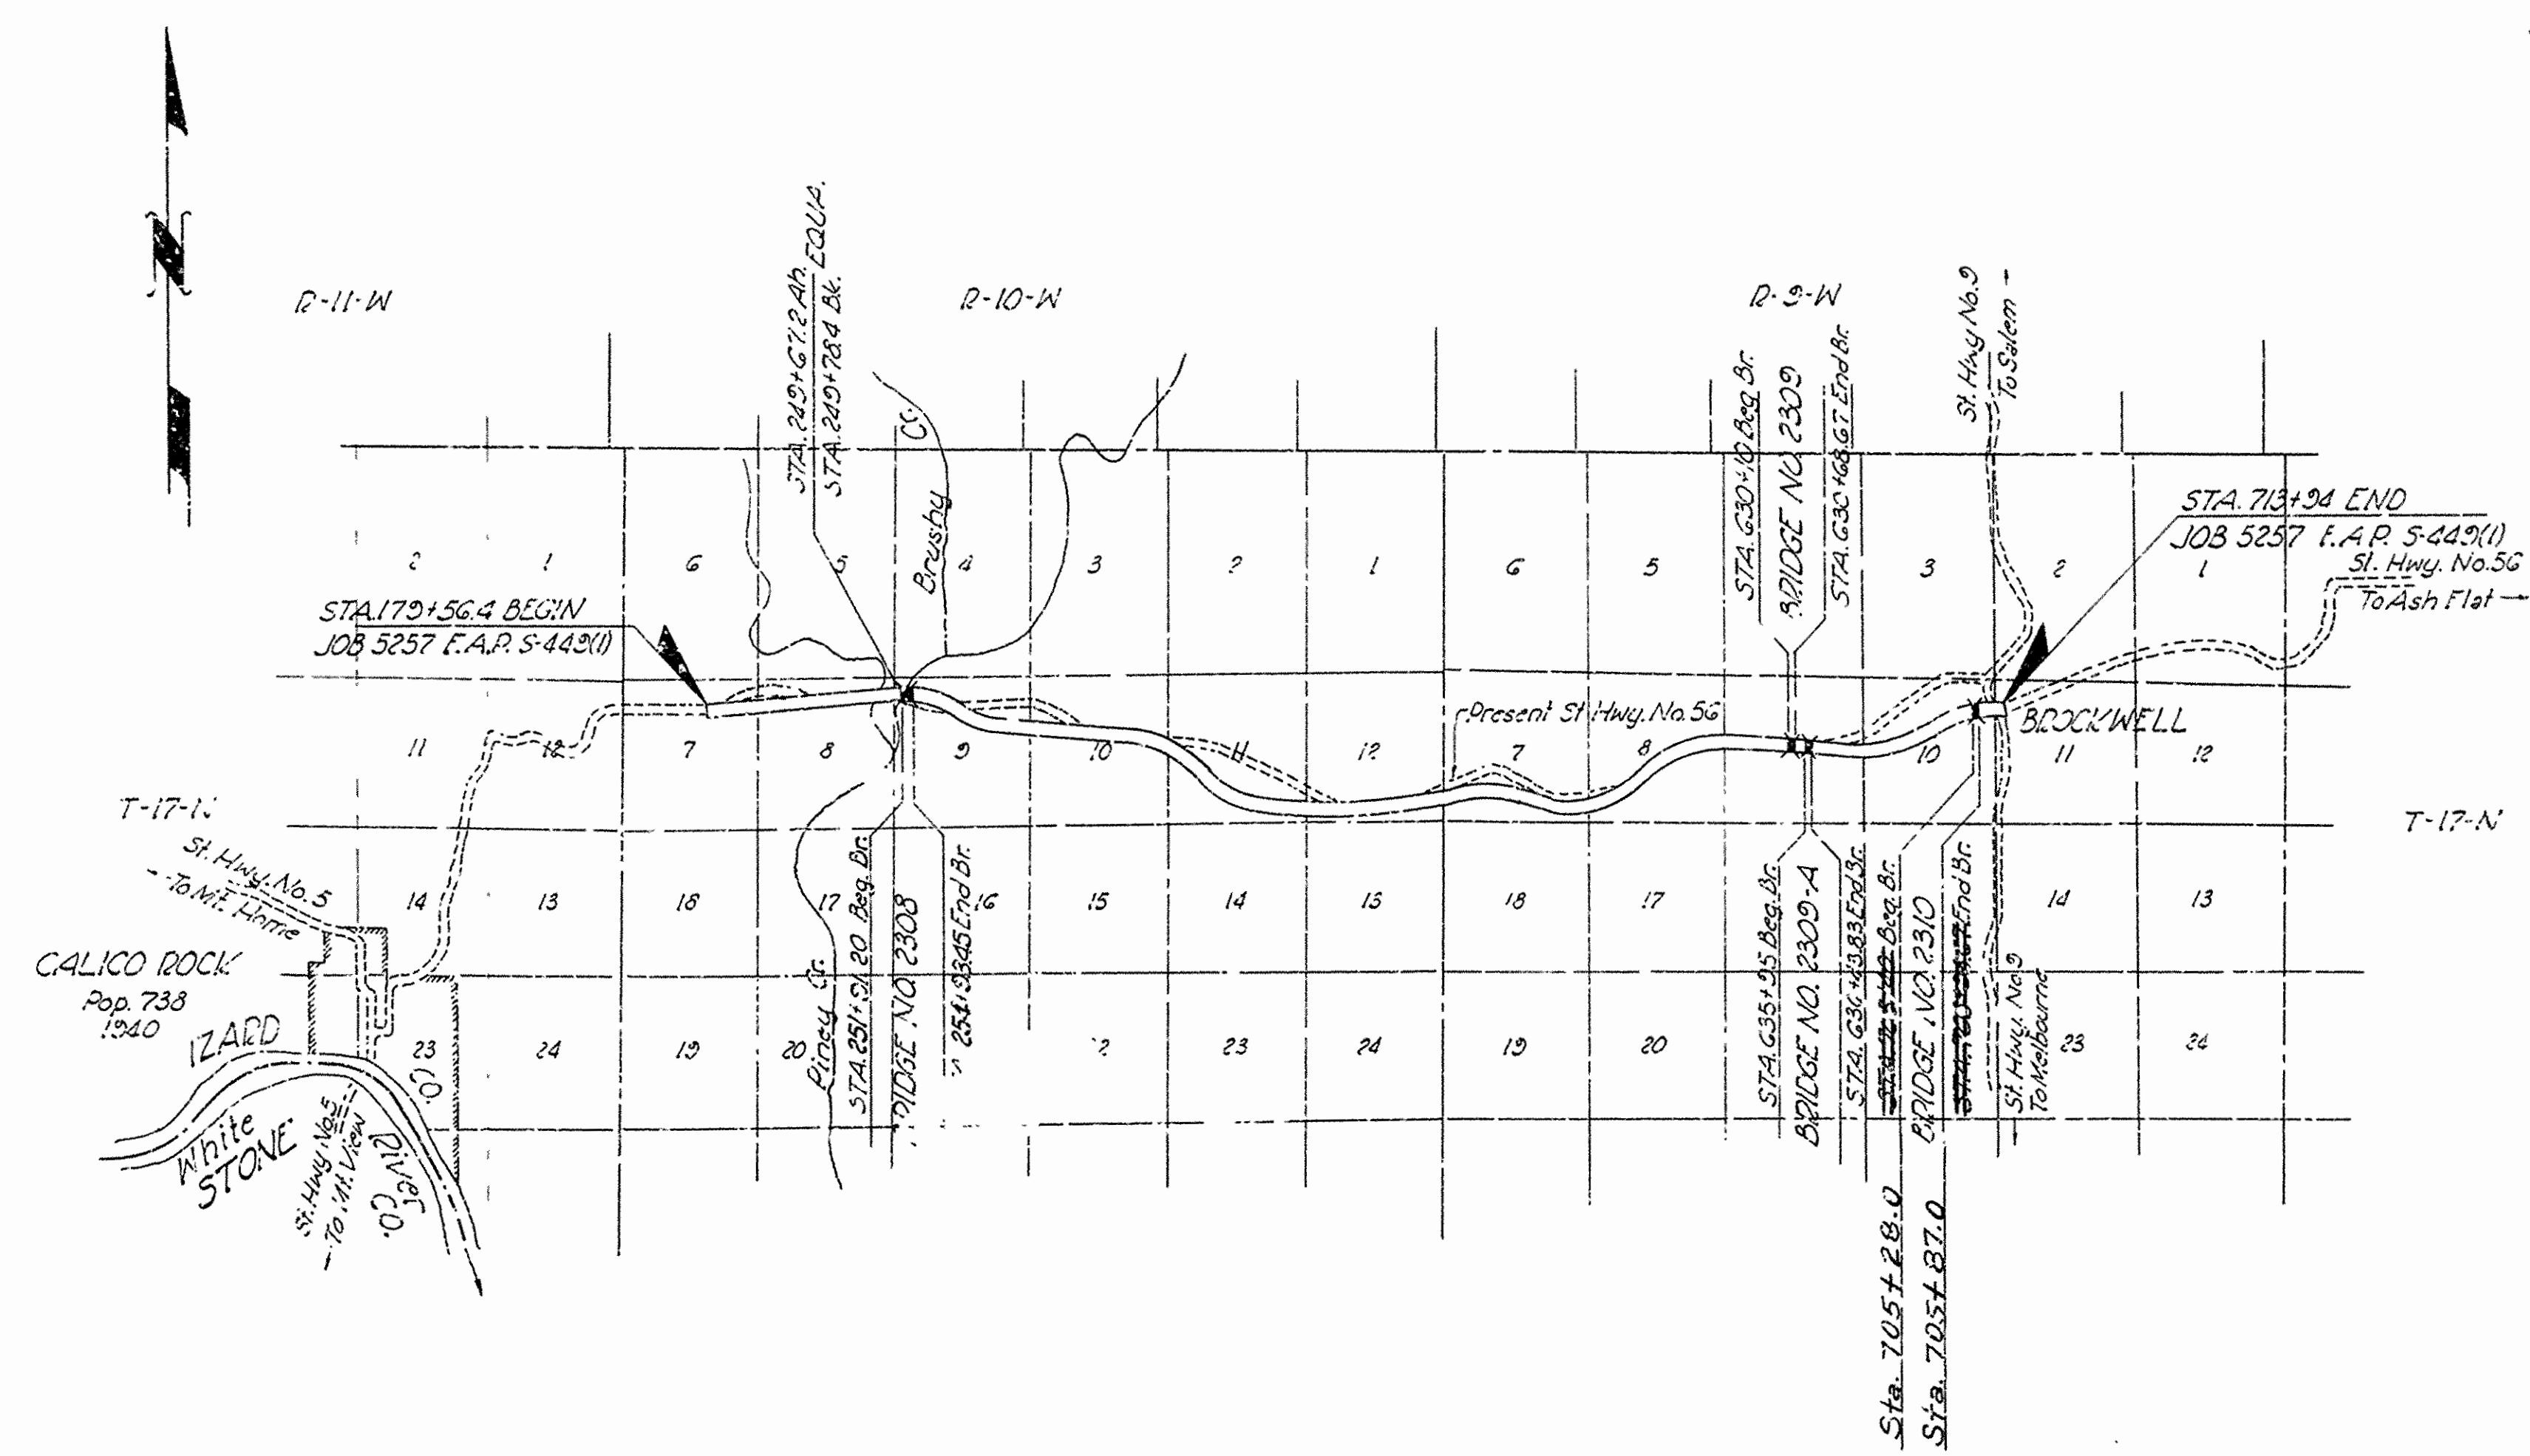 N
R-11-W
R-10-W
R-9-W
STA. 249+67.2 Ah.
STA. 249+78.4 Bk.
EQUA.
Brushy Cr.
STA. 630+10 Beg Br.
BRIDGE NO. 2309
STA. 630+68.67 End Br.
St. Hwy No. 9
To Salem
STA. 713+94 END
JOB 5257 F.A.P. S-449(1)
St. Hwy. No. 56
To Ash Flat
2 1 6 5 4 3 2 1 6 5 3 2 1
STA. 179+56.4 BEGIN
JOB 5257 F.A.P. S-449(1)
Present St Hwy. No. 56
BROCKWELL
11 12 7 8 9 10 11 12 7 8 10 11 12
T-17-N
T-17-N
St. Hwy. No. 5
To Mt. Home
14 13 18 17 16 15 14 13 18 17 14 13
CALICO ROCK
Pop. 738
1940
IZARD CO.
White River
STONE CO.
St. Hwy No. 5
To Mt. View
23 24 19 20 23 24 19 20 23 24
Piney Cr.
STA. 251+91.20 Beg. Br.
BRIDGE NO. 2308
254+93.45 End Br.
STA. 635+95 Beg. Br.
BRIDGE NO. 2309-A
STA. 636+43.83 End Br.
Beg. Br.
BRIDGE NO. 2310
End Br.
St. Hwy. No. 9
To Melbourne
Sta. 705+28.0
Sta. 705+87.0